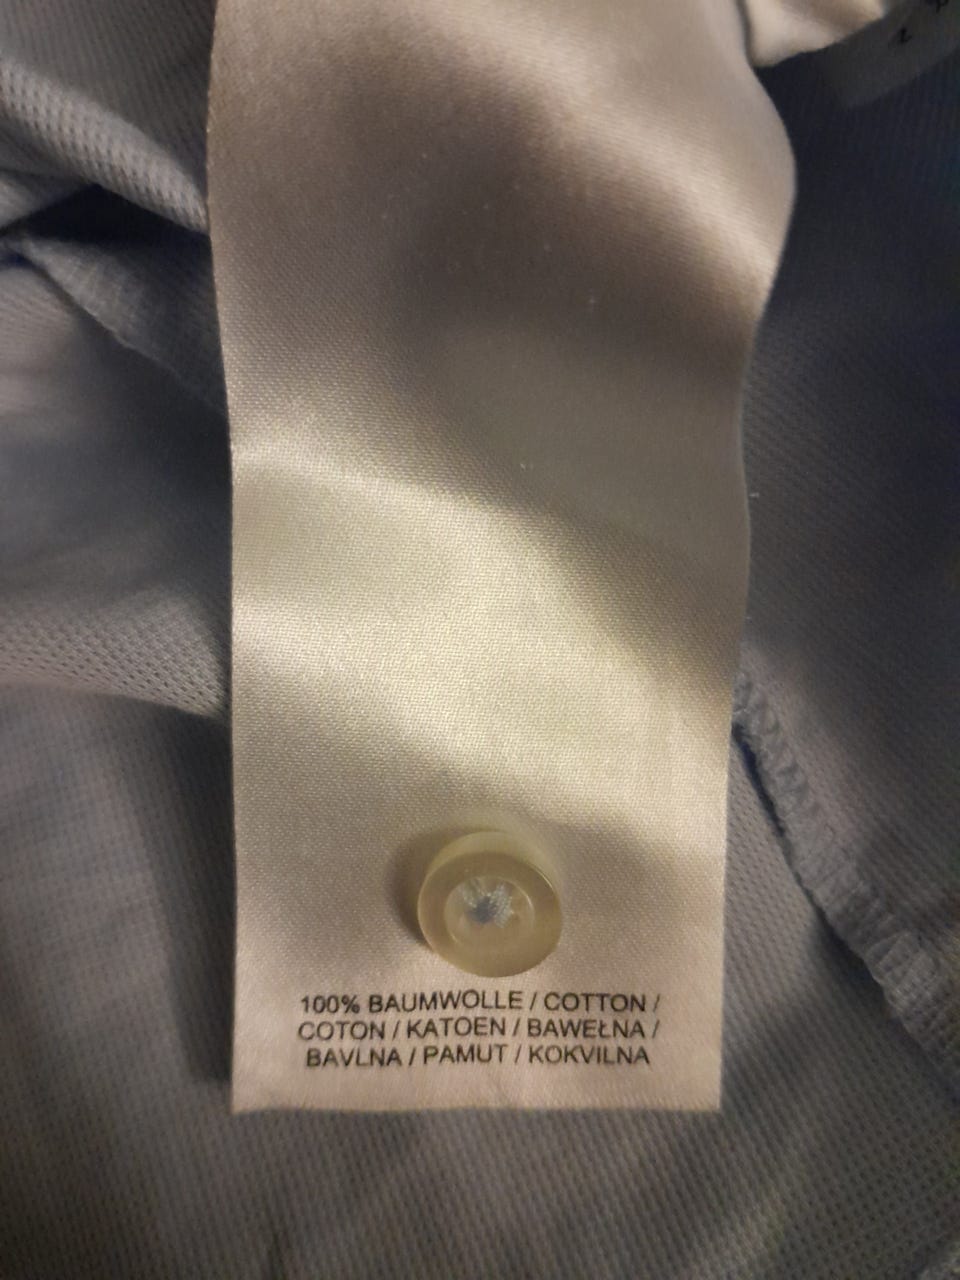 100% BAUMWOLLE / COTTON /
COTON / KATOEN / BAWEŁNA /
BAVLNA / PAMUT / KOKVILNA